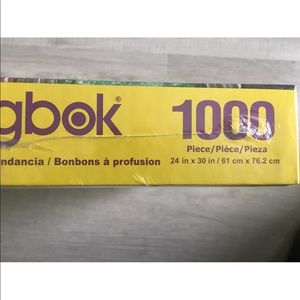 gbok®
1000
Piece/Pièce/Pieza
ndancia / Bonbons à profusion
24 in x 30 in / 61 cm x 76.2 cm